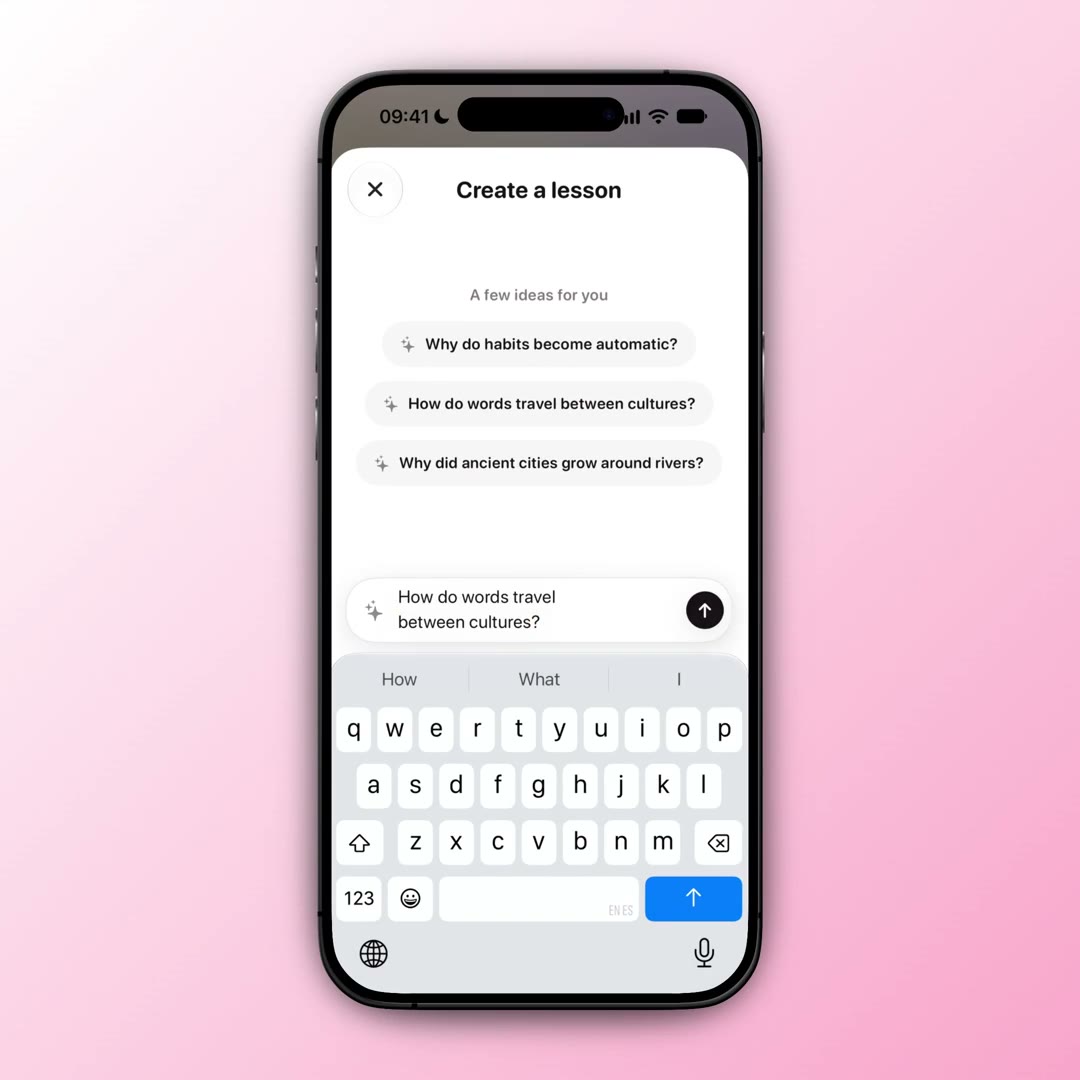 09:41
Create a lesson
A few ideas for you
Why do habits become automatic?
How do words travel between cultures?
Why did ancient cities grow around rivers?
How do words travel
between cultures?
How What I
q w e r t y u i o p
a s d f g h j k l
z x c v b n m
123
EN ES